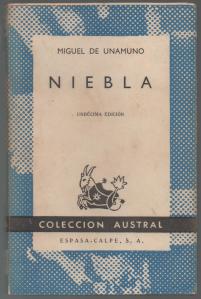 MIGUEL DE UNAMUNO
NIEBLA
UNDÉCIMA EDICIÓN
COLECCION AUSTRAL
ESPASA-CALPE, S. A.